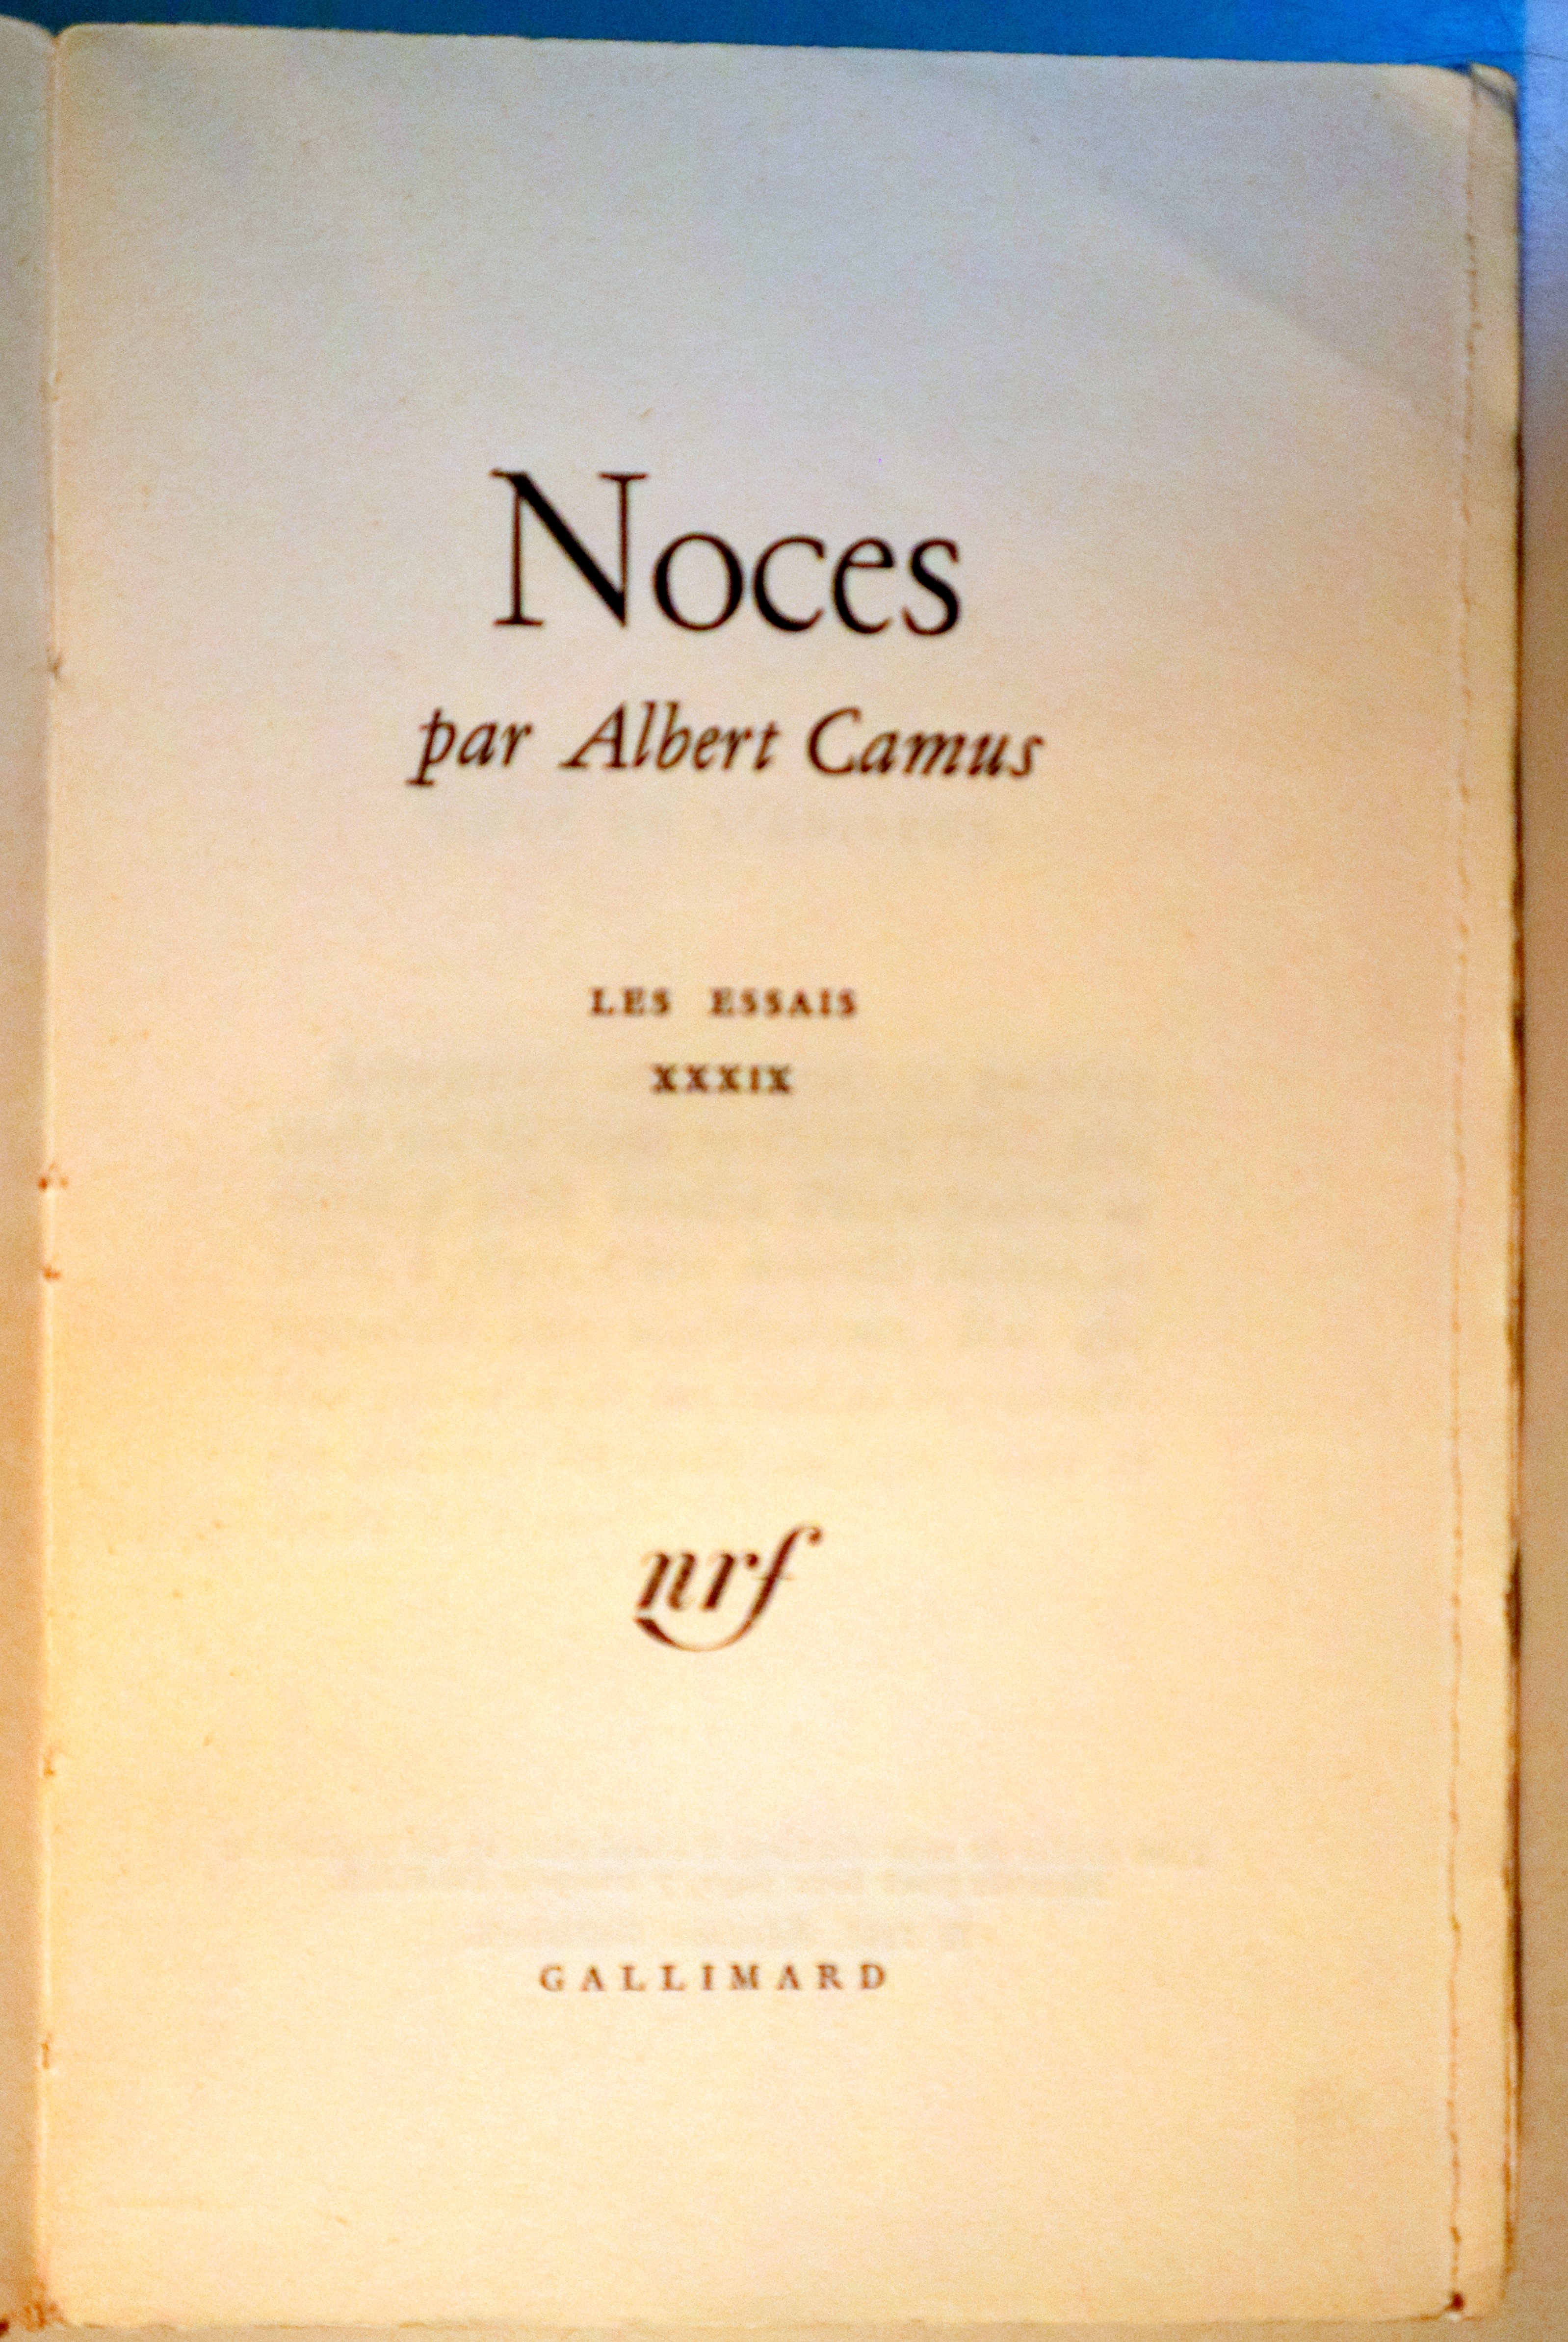 Noces
par Albert Camus
LES ESSAIS
XXXIX
nrf
GALLIMARD